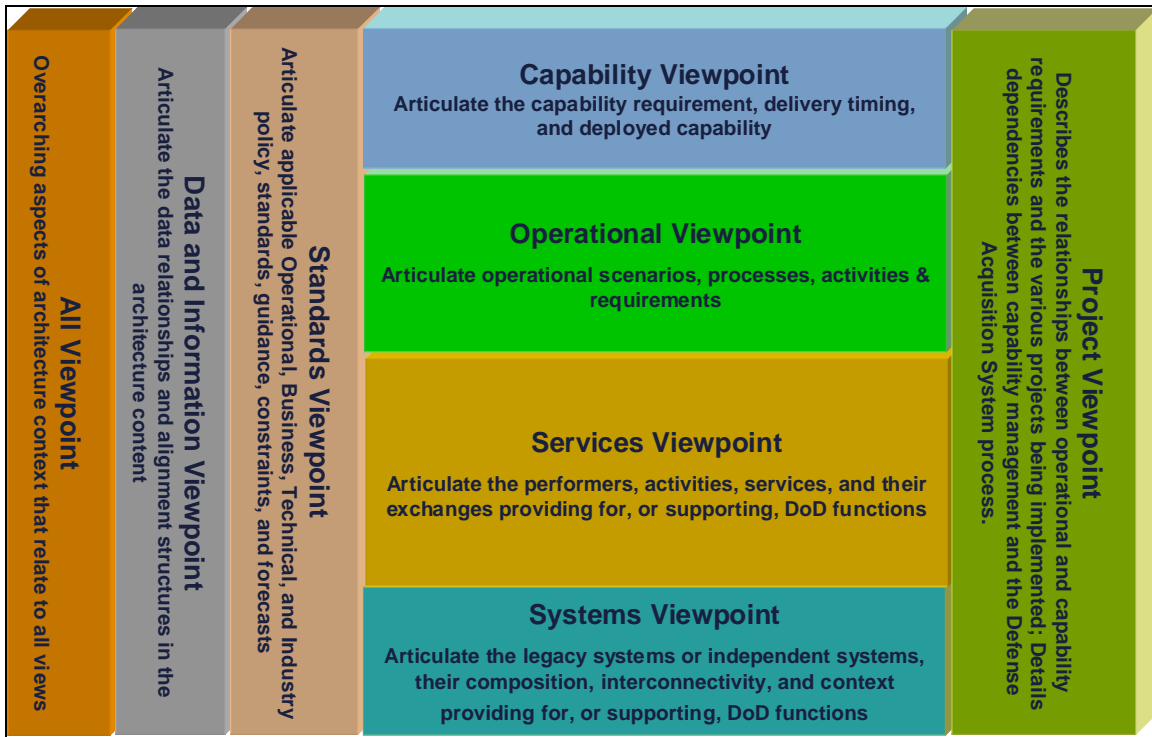 All Viewpoint
Overarching aspects of architecture context that relate to all views
Data and Information Viewpoint
Articulate the data relationships and alignment structures in the
architecture content
Standards Viewpoint
Articulate applicable Operational, Business, Technical, and Industry
policy, standards, guidance, constraints, and forecasts
Capability Viewpoint
Articulate the capability requirement, delivery timing,
and deployed capability
Operational Viewpoint
Articulate operational scenarios, processes, activities &
requirements
Services Viewpoint
Articulate the performers, activities, services, and their
exchanges providing for, or supporting, DoD functions
Systems Viewpoint
Articulate the legacy systems or independent systems,
their composition, interconnectivity, and context
providing for, or supporting, DoD functions
Project Viewpoint
Describes the relationships between operational and capability
requirements and the various projects being implemented; Details
dependencies between capability management and the Defense
Acquisition System process.